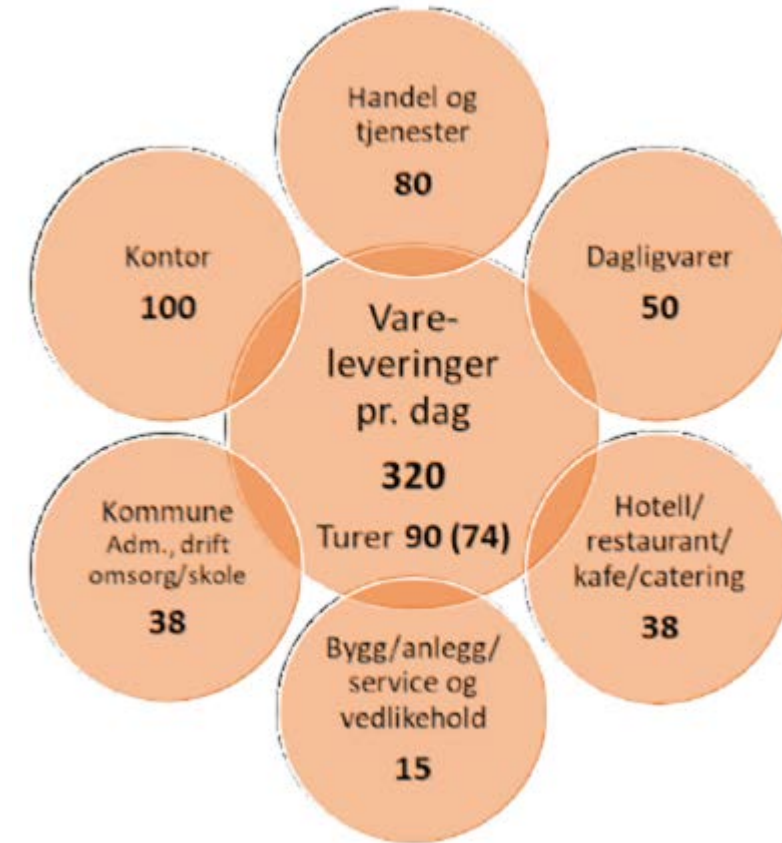 Handel og
tjenester
80
Kontor
100
Dagligvarer
50
Vare-
leveringer
pr. dag
320
Turer 90 (74)
Kommune
Adm., drift
omsorg/skole
38
Hotell/
restaurant/
kafe/catering
38
Bygg/anlegg/
service og
vedlikehold
15